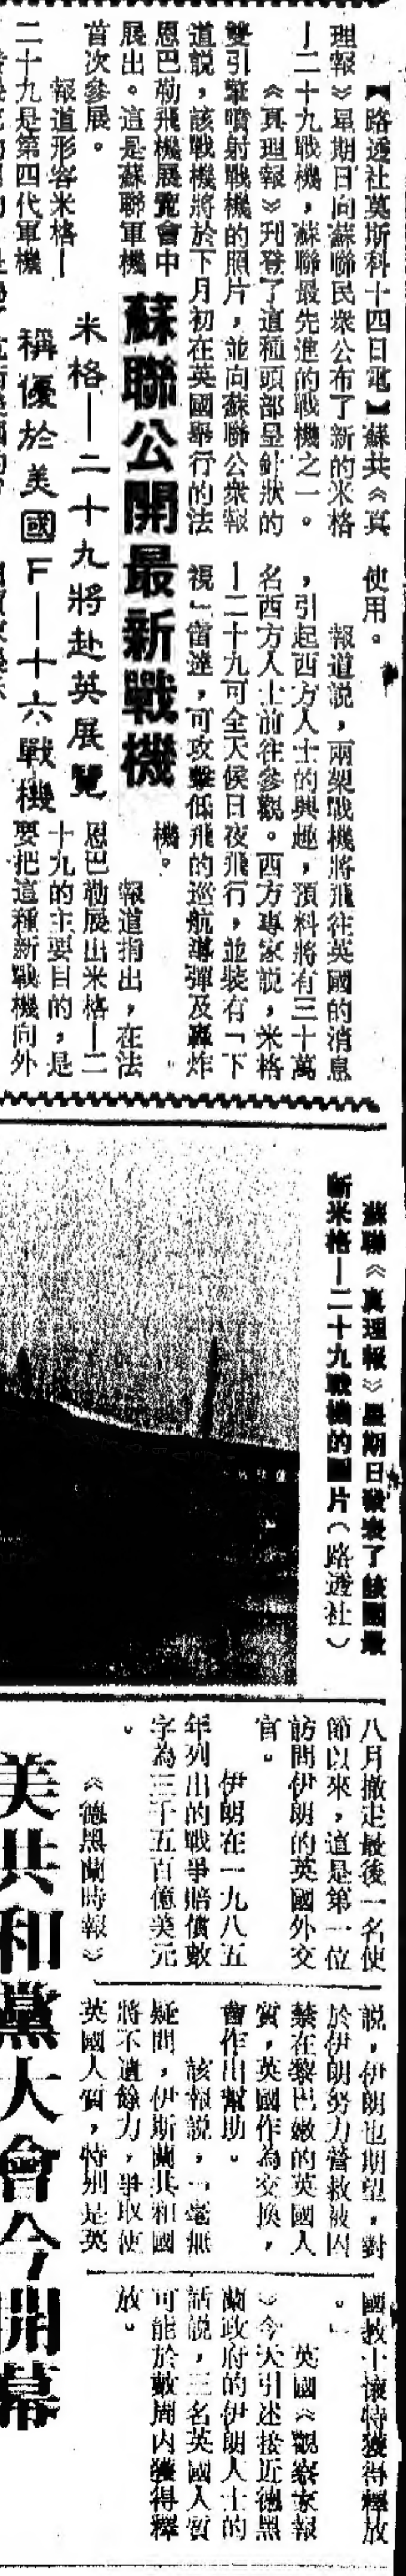 蘇聯公開最新戰機
米格—二十九將赴英展覽
稱優於美國F—十六戰機
【路透社莫斯科十四日電】蘇共《真
理報》星期日向蘇聯民衆公布了新的米格
—二十九戰機，蘇聯最先進的戰機之一。
《真理報》刊登了這種頭部呈針狀的
雙引擎噴射戰機的照片，並向蘇聯公衆報
道說，該戰機將於下月初在英國舉行的法
恩巴勒飛機展覽會中
展出。這是蘇聯軍機
首次參展。
報道形容米格—
二十九是第四代軍機
使用。
報道說，兩架戰機將飛往英國的消息
，引起西方人士的興趣，預料將有三十萬
名西方人士前往參觀。西方專家說，米格
—二十九可全天候日夜飛行，並裝有「下
視」雷達，可攻擊低飛的巡航導彈及轟炸
機。
報道指出，在法
恩巴勒展出米格—二
十九的主要目的，是
要把這種新戰機向外
蘇聯《真理報》星期日發表了該國最
新米格—二十九戰機的圖片（路透社）
八月撤走最後一名使
節以來，這是第一位
訪問伊朗的英國外交
官。
伊朗在一九八五
年列出的戰爭賠償數
字為三千五百億美元
。
《德黑蘭時報》
說，伊朗也期望，對
於伊朗努力營救被囚
禁在黎巴嫩的英國人
質，英國作為交換，
會作出幫助。
該報說，「毫無
疑問，伊斯蘭共和國
將不遺餘力，爭取使
英國人質，特别是英
國教士懷特獲得釋放
。」
英國《觀察家報
》今天引述接近德黑
蘭政府的伊朗人士的
話說，三名英國人質
可能於數周内獲得釋
放。
美共和黨大會今開幕